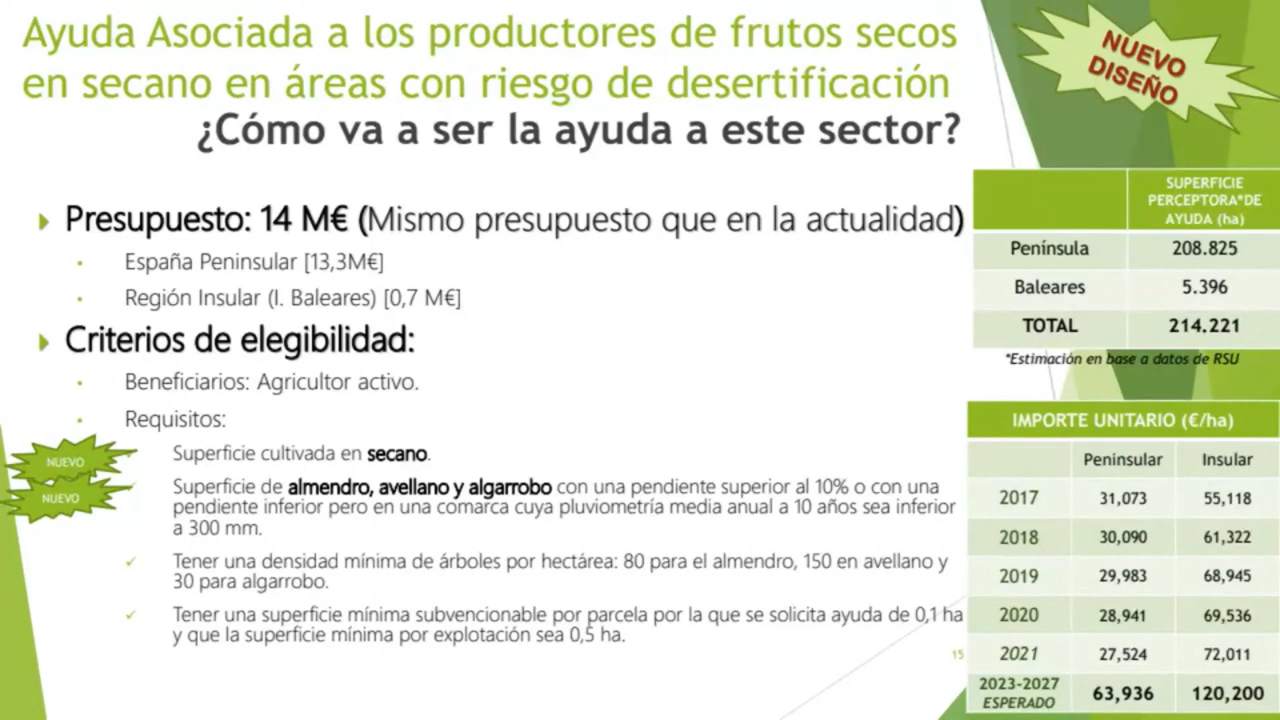 Ayuda Asociada a los productores de frutos secos
en secano en áreas con riesgo de desertificación
¿Cómo va a ser la ayuda a este sector?
NUEVO
DISEÑO
Presupuesto: 14 M€ (Mismo presupuesto que en la actualidad)
España Peninsular [13,3M€]
Región Insular (I. Baleares) [0,7 M€]
Criterios de elegibilidad:
Beneficiarios: Agricultor activo.
Requisitos:
NUEVO
Superficie cultivada en secano.
NUEVO
Superficie de almendro, avellano y algarrobo con una pendiente superior al 10% o con una
pendiente inferior pero en una comarca cuya pluviometría media anual a 10 años sea inferior
a 300 mm.
Tener una densidad mínima de árboles por hectárea: 80 para el almendro, 150 en avellano y
30 para algarrobo.
Tener una superficie mínima subvencionable por parcela por la que se solicita ayuda de 0,1 ha
y que la superficie mínima por explotación sea 0,5 ha.
15
SUPERFICIE
PERCEPTORA*DE
AYUDA (ha)
Península 208.825
Baleares 5.396
TOTAL 214.221
*Estimación en base a datos de RSU
IMPORTE UNITARIO (€/ha)
Peninsular Insular
2017 31,073 55,118
2018 30,090 61,322
2019 29,983 68,945
2020 28,941 69,536
2021 27,524 72,011
2023-2027
ESPERADO 63,936 120,200